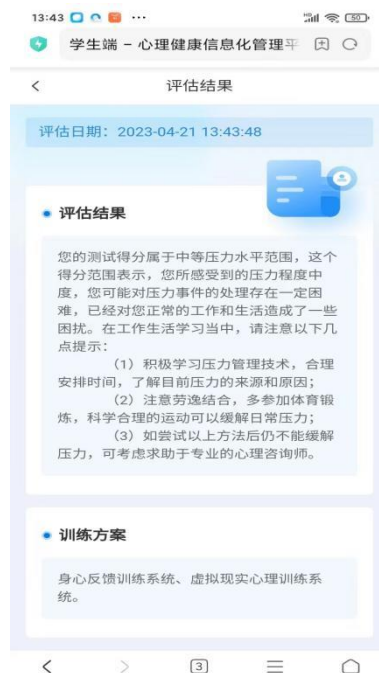 13:43
50
学生端 – 心理健康信息化管理平
评估结果
评估日期：2023-04-21 13:43:48
评估结果
您的测试得分属于中等压力水平范围，这个
得分范围表示，您所感受到的压力程度中
度，您可能对压力事件的处理存在一定困
难，已经对您正常的工作和生活造成了一些
困扰。在工作生活学习当中，请注意以下几
点提示：
（1）积极学习压力管理技术，合理
安排时间，了解目前压力的来源和原因；
（2）注意劳逸结合，多参加体育锻
炼，科学合理的运动可以缓解日常压力；
（3）如尝试以上方法后仍不能缓解
压力，可考虑求助于专业的心理咨询师。
训练方案
身心反馈训练系统、虚拟现实心理训练系
统。
3